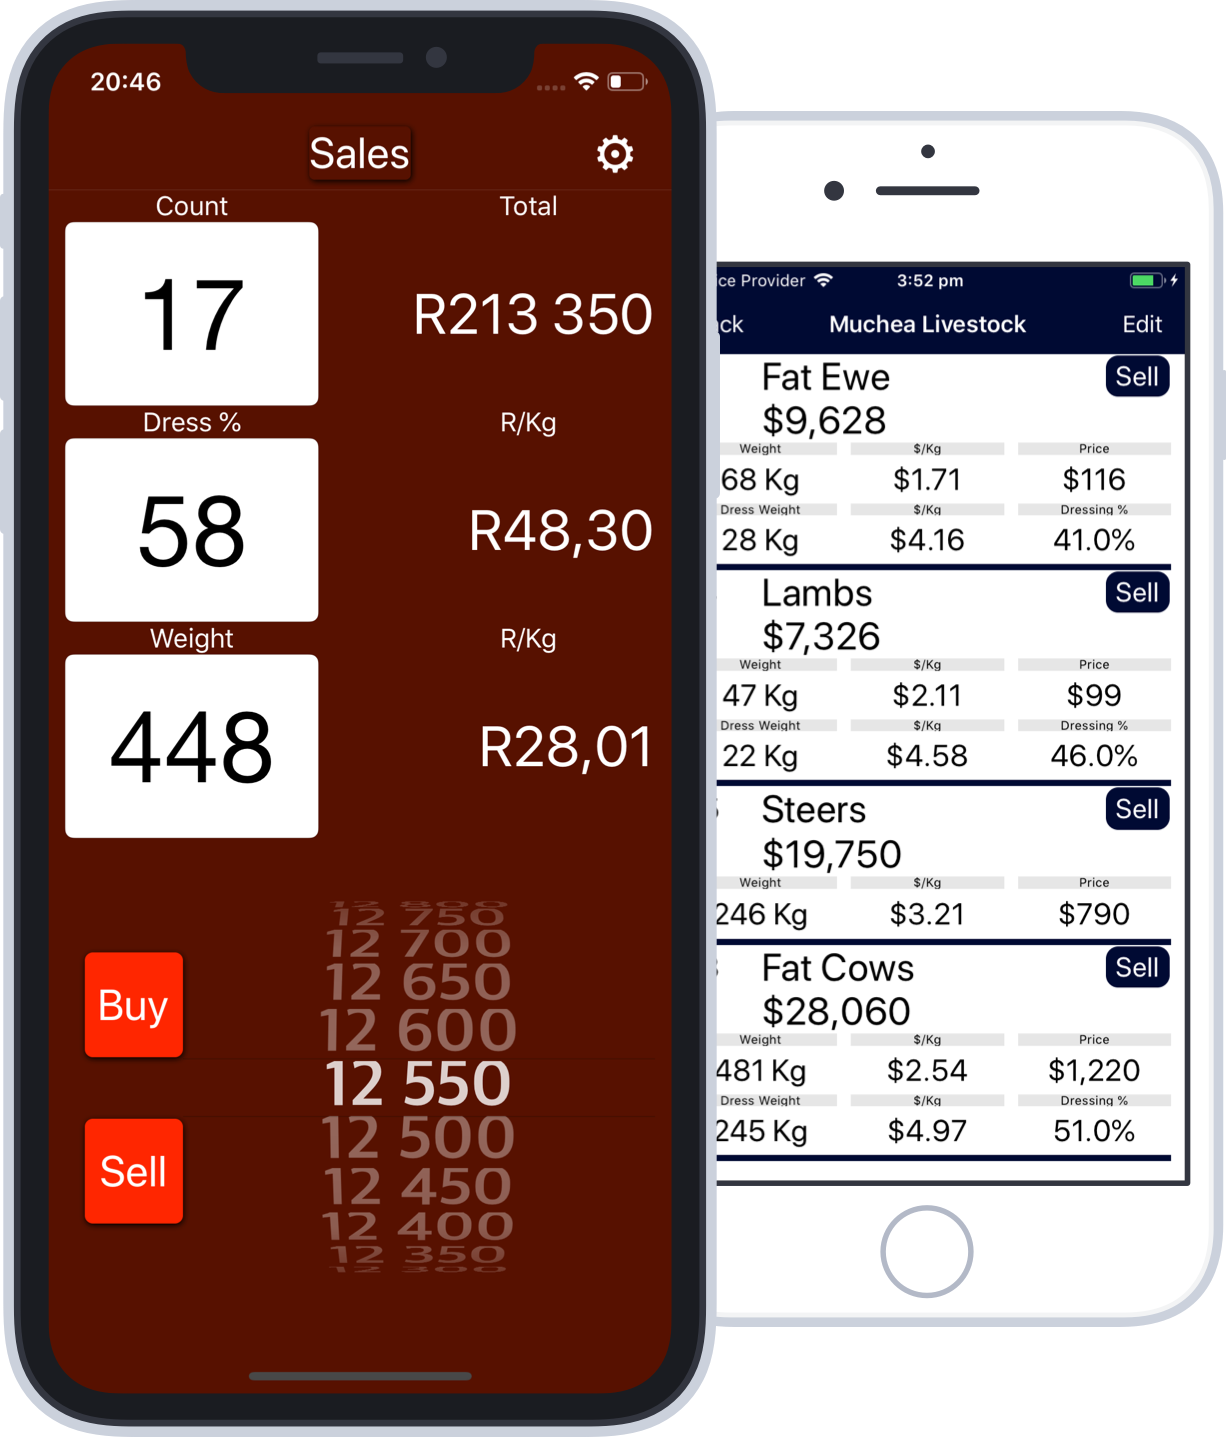 20:46
Sales
Count Total
17 R213 350
Dress % R/Kg
58 R48,30
Weight R/Kg
448 R28,01
12 800
12 750
12 700
12 650
12 600
12 550
12 500
12 450
12 400
12 350
12 300
Buy
Sell
ice Provider 3:52 pm
ck Muchea Livestock Edit
Fat Ewe Sell
$9,628
Weight $/Kg Price
68 Kg $1.71 $116
Dress Weight $/Kg Dressing %
28 Kg $4.16 41.0%
Lambs Sell
$7,326
Weight $/Kg Price
47 Kg $2.11 $99
Dress Weight $/Kg Dressing %
22 Kg $4.58 46.0%
Steers Sell
$19,750
Weight $/Kg Price
246 Kg $3.21 $790
Fat Cows Sell
$28,060
Weight $/Kg Price
481 Kg $2.54 $1,220
Dress Weight $/Kg Dressing %
245 Kg $4.97 51.0%